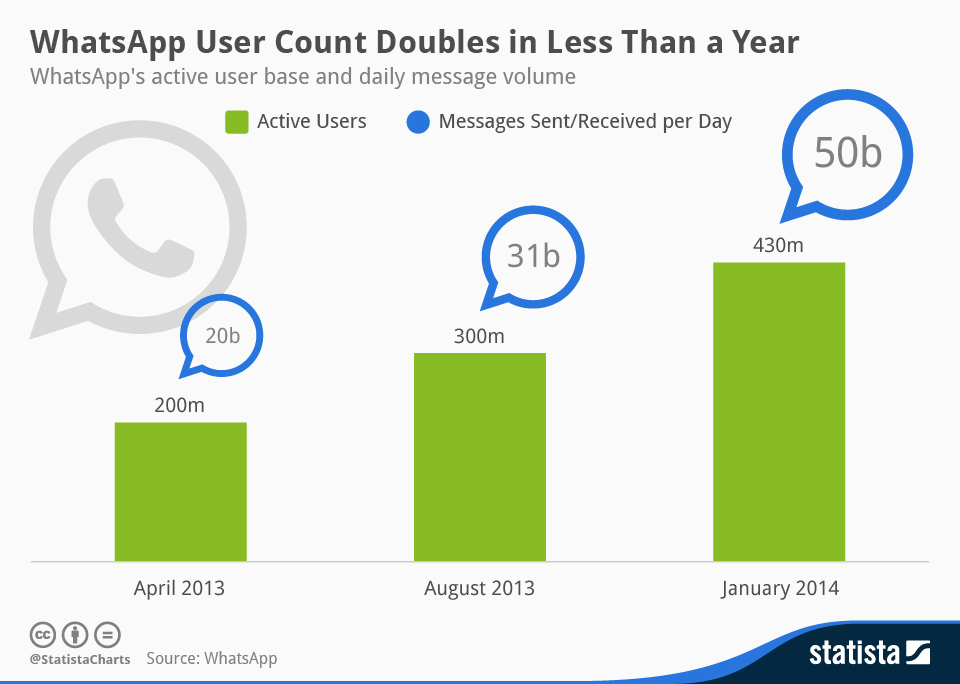 WhatsApp User Count Doubles in Less Than a Year
WhatsApp's active user base and daily message volume
Active Users
Messages Sent/Received per Day
50b
430m
31b
300m
20b
200m
April 2013
August 2013
January 2014
cc
@StatistaCharts
Source: WhatsApp
statista